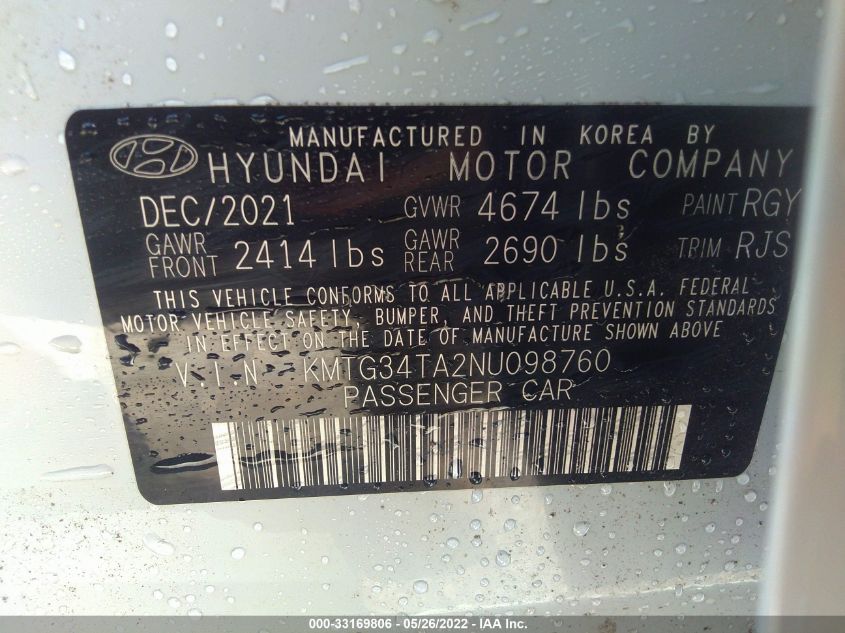 MANUFACTURED IN KOREA BY
HYUNDAI MOTOR COMPANY
DEC/2021 GVWR 4674 lbs PAINT RGY
GAWR FRONT 2414 lbs GAWR REAR 2690 lbs TRIM RJS
THIS VEHICLE CONFORMS TO ALL APPLICABLE U.S.A. FEDERAL
MOTOR VEHICLE SAFETY, BUMPER, AND THEFT PREVENTION STANDARDS
IN EFFECT ON THE DATE OF MANUFACTURE SHOWN ABOVE
V.I.N KMTG34TA2NU098760
PASSENGER CAR
000-33169806 - 05/26/2022 - © IAA Inc.